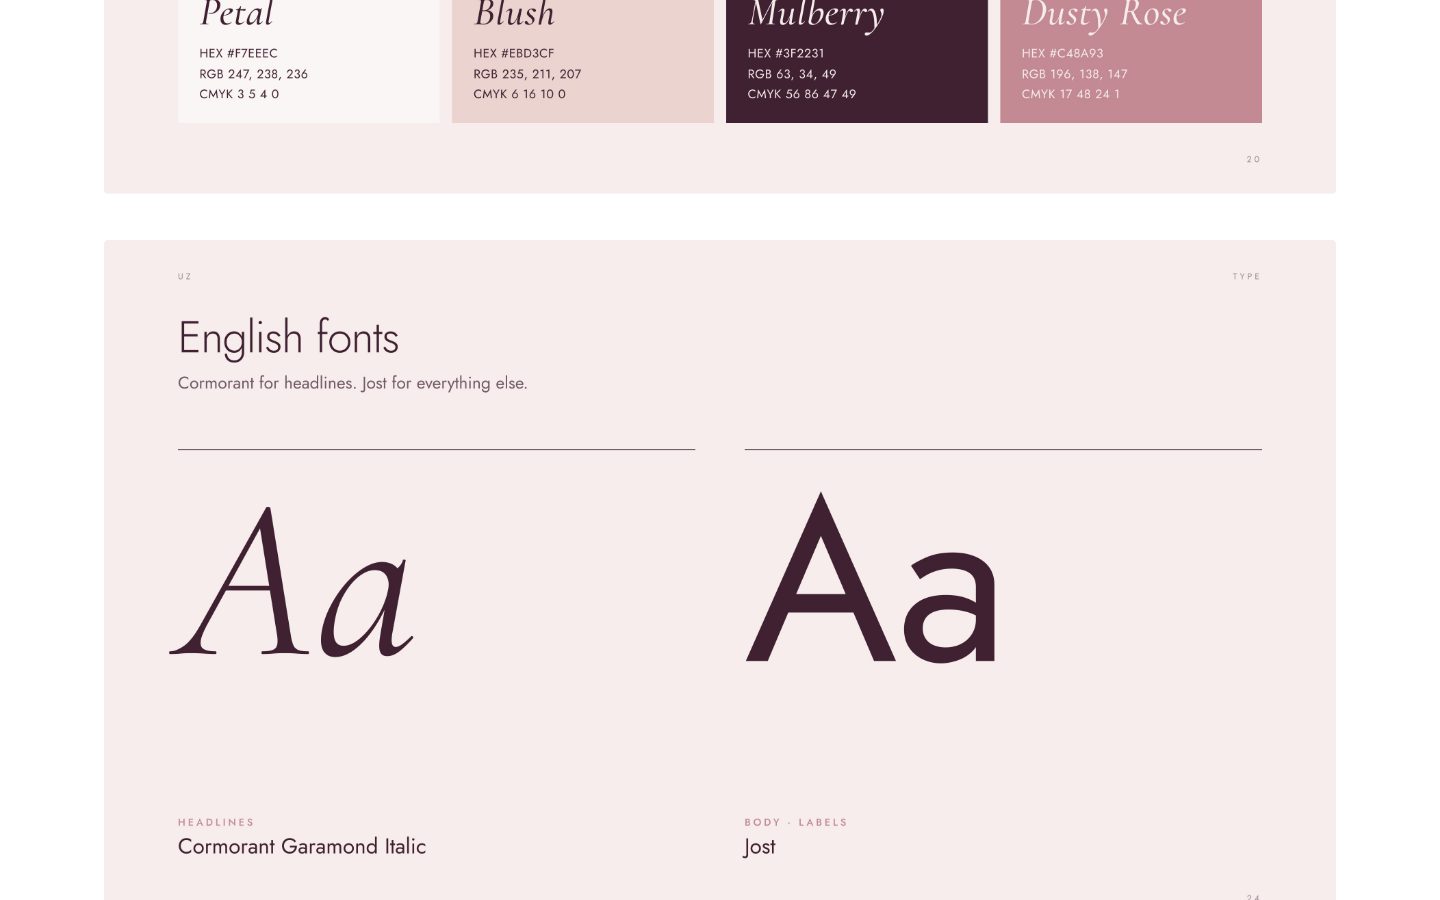 Petal
HEX #F7EEEC
RGB 247, 238, 236
CMYK 3 5 4 0
Blush
HEX #EBD3CF
RGB 235, 211, 207
CMYK 6 16 10 0
Mulberry
HEX #3F2231
RGB 63, 34, 49
CMYK 56 86 47 49
Dusty Rose
HEX #C48A93
RGB 196, 138, 147
CMYK 17 48 24 1
20
UZ
TYPE
English fonts
Cormorant for headlines. Jost for everything else.
Aa
HEADLINES
Cormorant Garamond Italic
Aa
BODY · LABELS
Jost
24